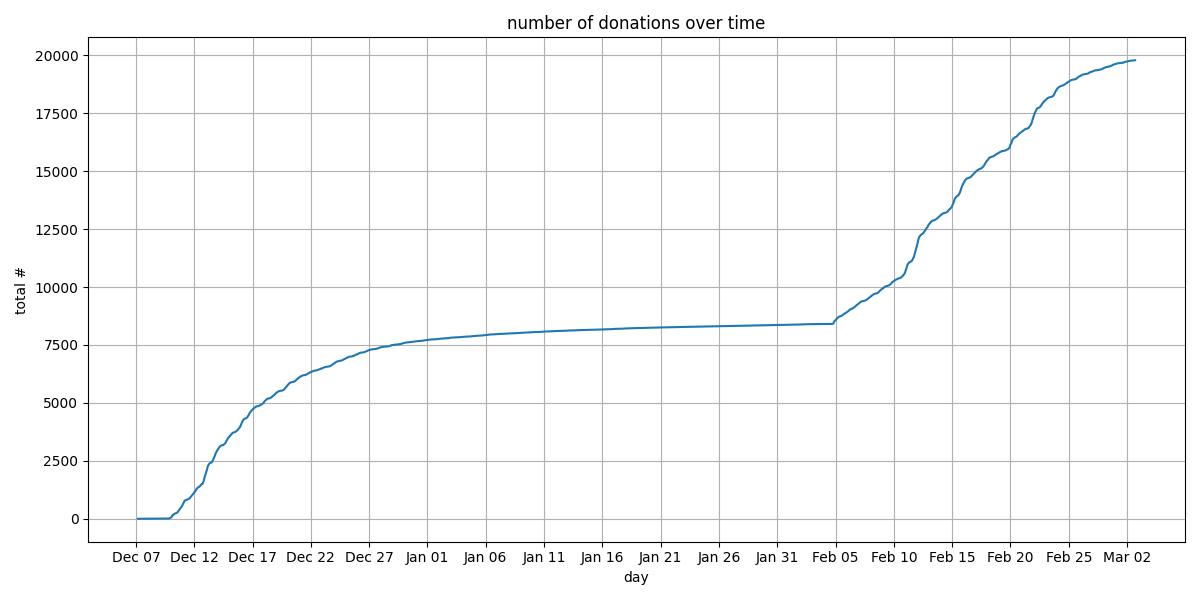 number of donations over time
total #
20000
17500
15000
12500
10000
7500
5000
2500
0
Dec 07 Dec 12 Dec 17 Dec 22 Dec 27 Jan 01 Jan 06 Jan 11 Jan 16 Jan 21 Jan 26 Jan 31 Feb 05 Feb 10 Feb 15 Feb 20 Feb 25 Mar 02
day